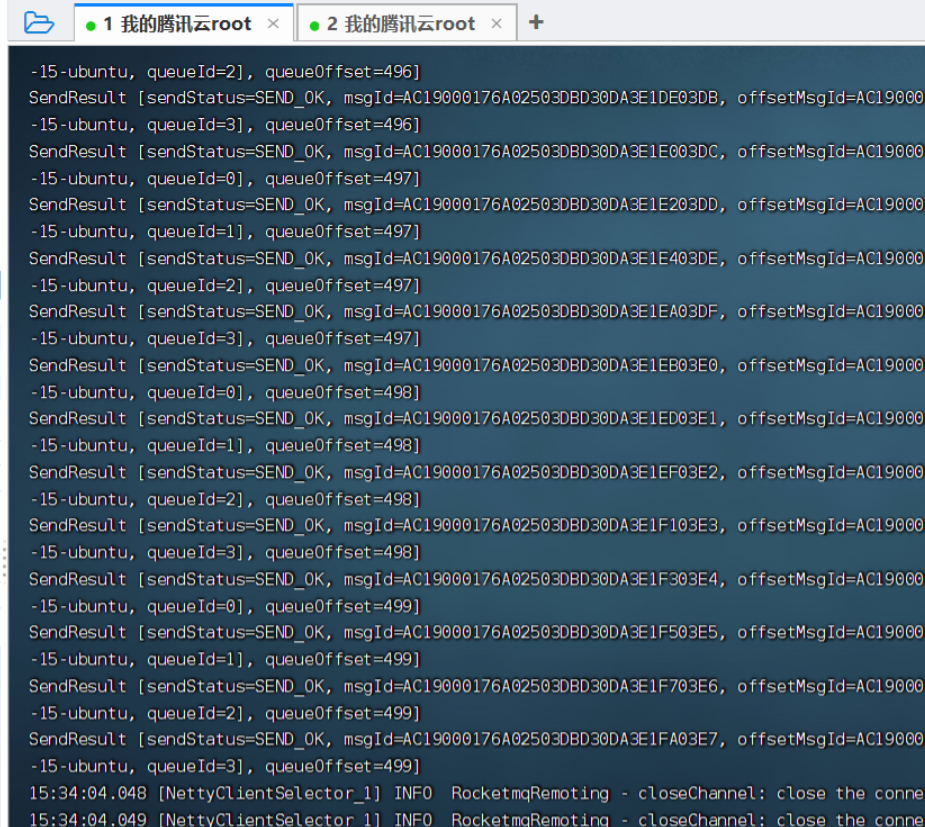 1 我的腾讯云root × 2 我的腾讯云root × +
-15-ubuntu, queueId=2], queueOffset=496]
SendResult [sendStatus=SEND_OK, msgId=AC19000176A02503DBD30DA3E1DE03DB, offsetMsgId=AC19000
-15-ubuntu, queueId=3], queueOffset=496]
SendResult [sendStatus=SEND_OK, msgId=AC19000176A02503DBD30DA3E1E003DC, offsetMsgId=AC19000
-15-ubuntu, queueId=0], queueOffset=497]
SendResult [sendStatus=SEND_OK, msgId=AC19000176A02503DBD30DA3E1E203DD, offsetMsgId=AC19000
-15-ubuntu, queueId=1], queueOffset=497]
SendResult [sendStatus=SEND_OK, msgId=AC19000176A02503DBD30DA3E1E403DE, offsetMsgId=AC19000
-15-ubuntu, queueId=2], queueOffset=497]
SendResult [sendStatus=SEND_OK, msgId=AC19000176A02503DBD30DA3E1EA03DF, offsetMsgId=AC19000
-15-ubuntu, queueId=3], queueOffset=497]
SendResult [sendStatus=SEND_OK, msgId=AC19000176A02503DBD30DA3E1EB03E0, offsetMsgId=AC19000
-15-ubuntu, queueId=0], queueOffset=498]
SendResult [sendStatus=SEND_OK, msgId=AC19000176A02503DBD30DA3E1ED03E1, offsetMsgId=AC19000
-15-ubuntu, queueId=1], queueOffset=498]
SendResult [sendStatus=SEND_OK, msgId=AC19000176A02503DBD30DA3E1EF03E2, offsetMsgId=AC19000
-15-ubuntu, queueId=2], queueOffset=498]
SendResult [sendStatus=SEND_OK, msgId=AC19000176A02503DBD30DA3E1F103E3, offsetMsgId=AC19000
-15-ubuntu, queueId=3], queueOffset=498]
SendResult [sendStatus=SEND_OK, msgId=AC19000176A02503DBD30DA3E1F303E4, offsetMsgId=AC19000
-15-ubuntu, queueId=0], queueOffset=499]
SendResult [sendStatus=SEND_OK, msgId=AC19000176A02503DBD30DA3E1F503E5, offsetMsgId=AC19000
-15-ubuntu, queueId=1], queueOffset=499]
SendResult [sendStatus=SEND_OK, msgId=AC19000176A02503DBD30DA3E1F703E6, offsetMsgId=AC19000
-15-ubuntu, queueId=2], queueOffset=499]
SendResult [sendStatus=SEND_OK, msgId=AC19000176A02503DBD30DA3E1FA03E7, offsetMsgId=AC19000
-15-ubuntu, queueId=3], queueOffset=499]
15:34:04.048 [NettyClientSelector_1] INFO  RocketmqRemoting - closeChannel: close the conne
15:34:04.049 [NettyClientSelector_1] INFO  RocketmqRemoting - closeChannel: close the conne